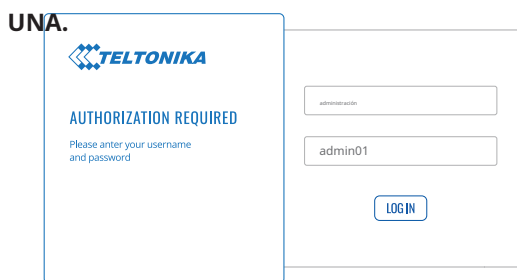 UNA.
TELTONIKA
AUTHORIZATION REQUIRED
Please anter your username
and password
administración
admin01
LOG IN